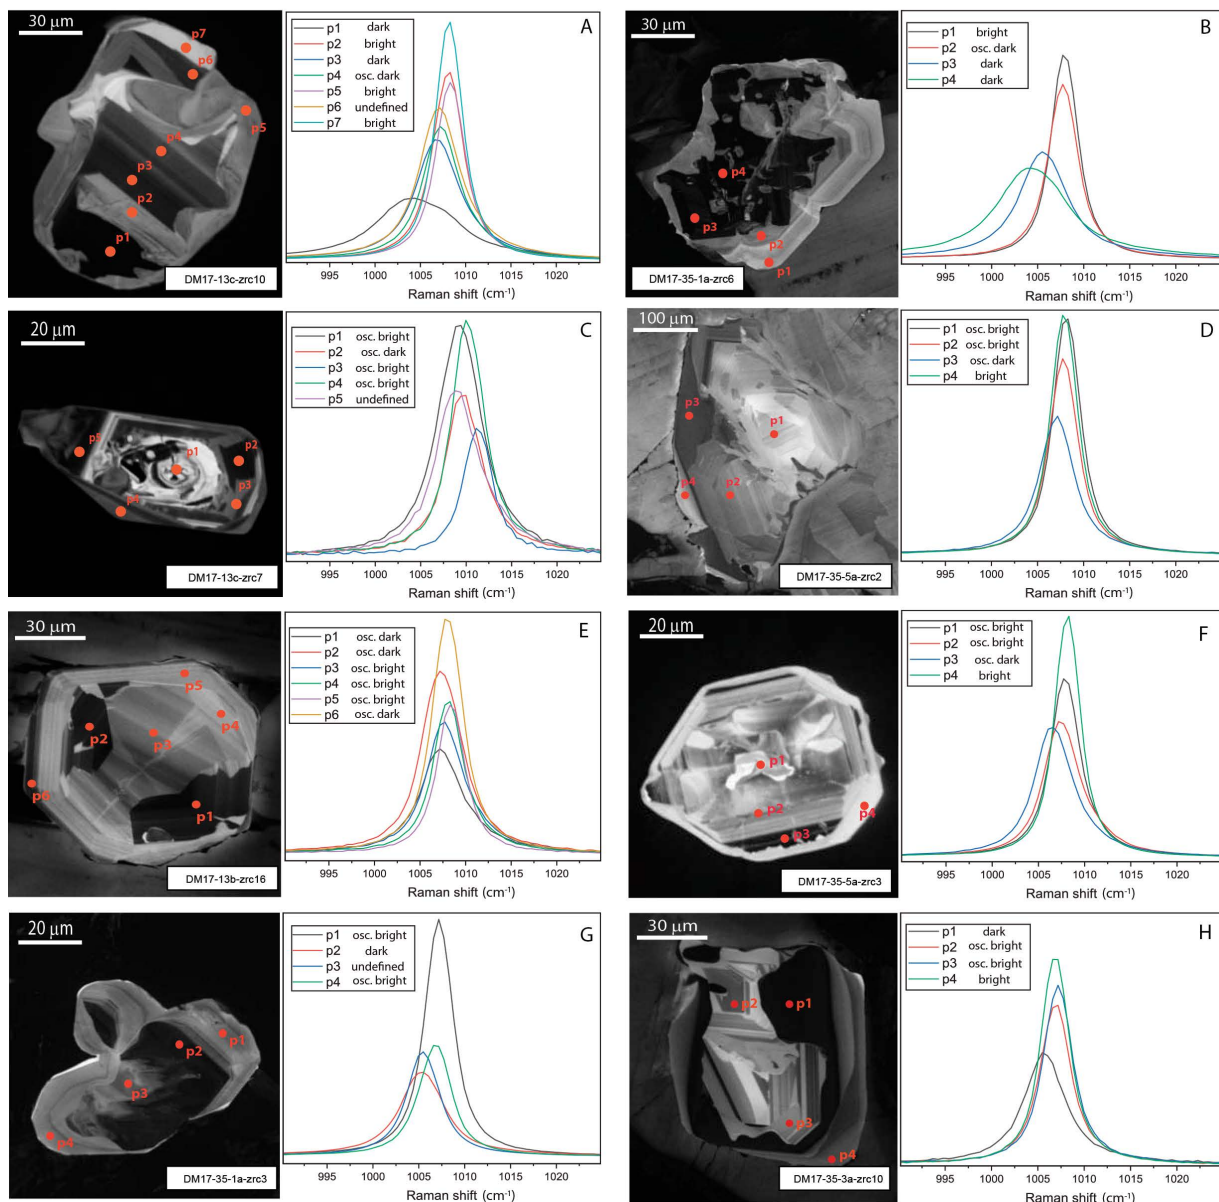 30 μm
p7
p6
p5
p4
p3
p2
p1
DM17-13c-zrc10
A
p1 dark
p2 bright
p3 dark
p4 osc. dark
p5 bright
p6 undefined
p7 bright
995 1000 1005 1010 1015 1020
Raman shift (cm⁻¹)
30 μm
p4
p3
p2
p1
DM17-35-1a-zrc6
B
p1 bright
p2 osc. dark
p3 dark
p4 dark
995 1000 1005 1010 1015 1020
Raman shift (cm⁻¹)
20 μm
p5
p1
p2
p3
p4
DM17-13c-zrc7
C
p1 osc. bright
p2 osc. dark
p3 osc. bright
p4 osc. bright
p5 undefined
995 1000 1005 1010 1015 1020
Raman shift (cm⁻¹)
100 μm
p3
p1
p4
p2
DM17-35-5a-zrc2
D
p1 osc. bright
p2 osc. bright
p3 osc. dark
p4 bright
995 1000 1005 1010 1015 1020
Raman shift (cm⁻¹)
30 μm
p5
p4
p2
p3
p6
p1
DM17-13b-zrc16
E
p1 osc. dark
p2 osc. dark
p3 osc. bright
p4 osc. bright
p5 osc. bright
p6 osc. dark
995 1000 1005 1010 1015 1020
Raman shift (cm⁻¹)
20 μm
p1
p2
p4
p3
DM17-35-5a-zrc3
F
p1 osc. bright
p2 osc. bright
p3 osc. dark
p4 bright
995 1000 1005 1010 1015 1020
Raman shift (cm⁻¹)
20 μm
p1
p2
p3
p4
DM17-35-1a-zrc3
G
p1 osc. bright
p2 dark
p3 undefined
p4 osc. bright
995 1000 1005 1010 1015 1020
Raman shift (cm⁻¹)
30 μm
p2
p1
p3
p4
DM17-35-3a-zrc10
H
p1 dark
p2 osc. bright
p3 osc. bright
p4 bright
995 1000 1005 1010 1015 1020
Raman shift (cm⁻¹)